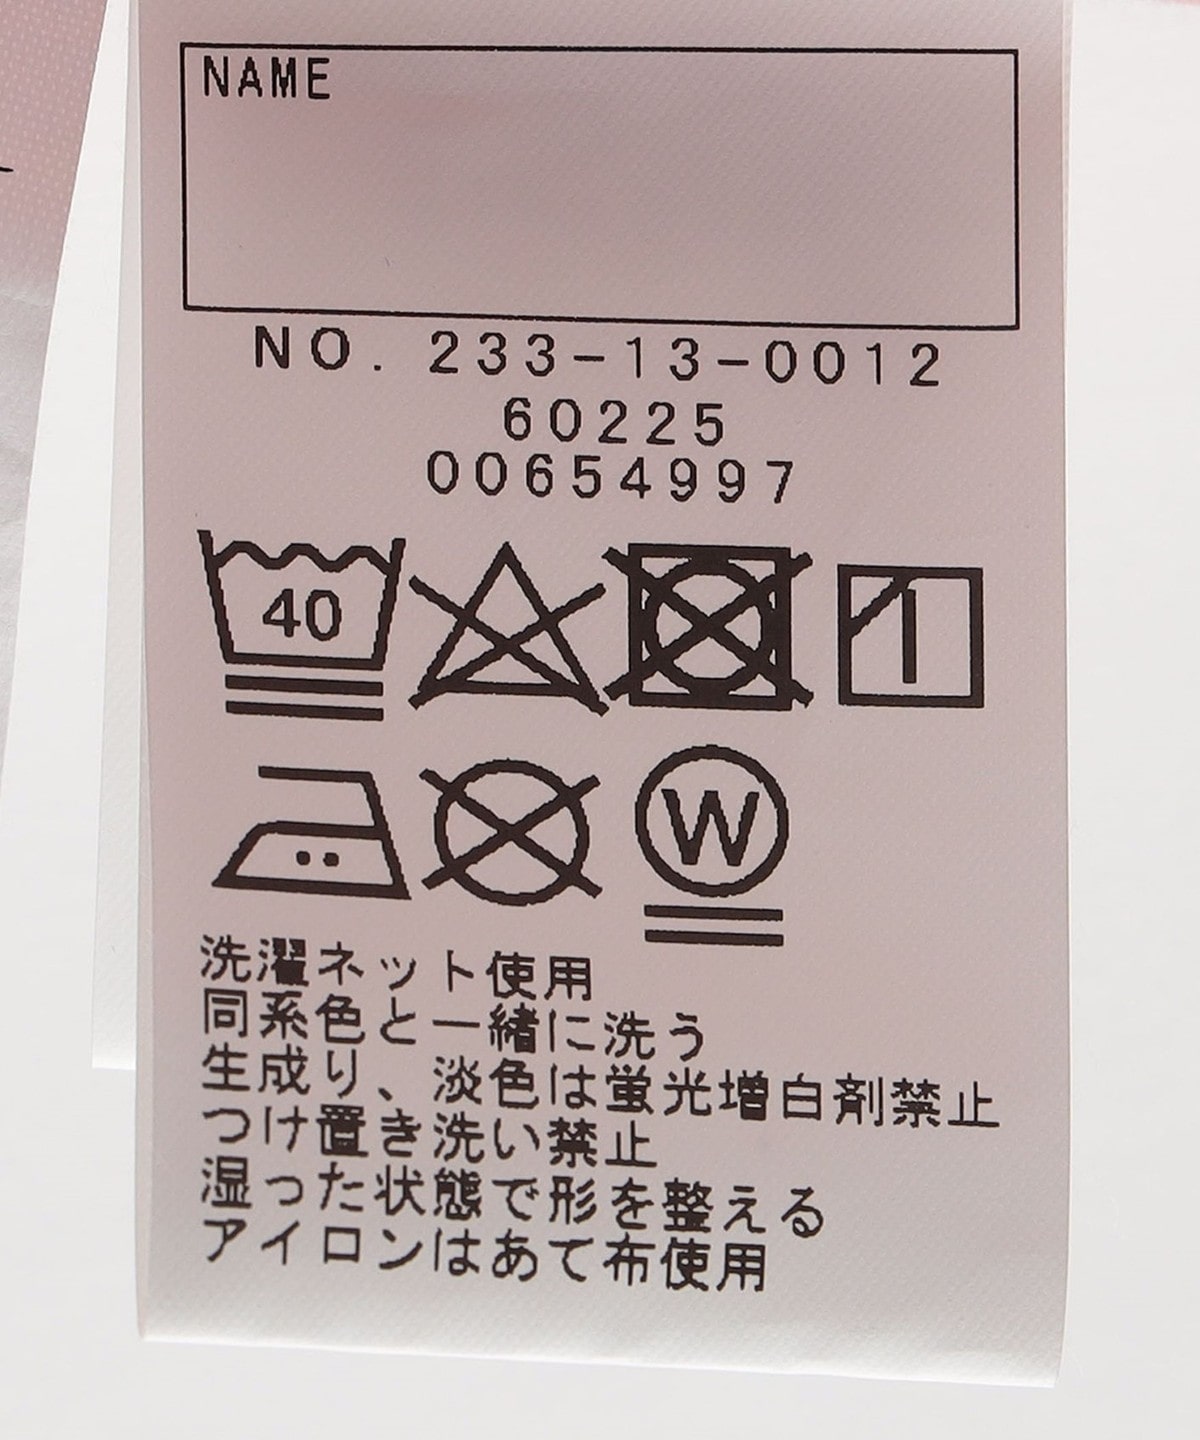 NAME
NO. 233-13-0012
60225
00654997
40
W
洗濯ネット使用
同系色と一緒に洗う
生成り、淡色は蛍光増白剤禁止
つけ置き洗い禁止
湿った状態で形を整える
アイロンはあて布使用